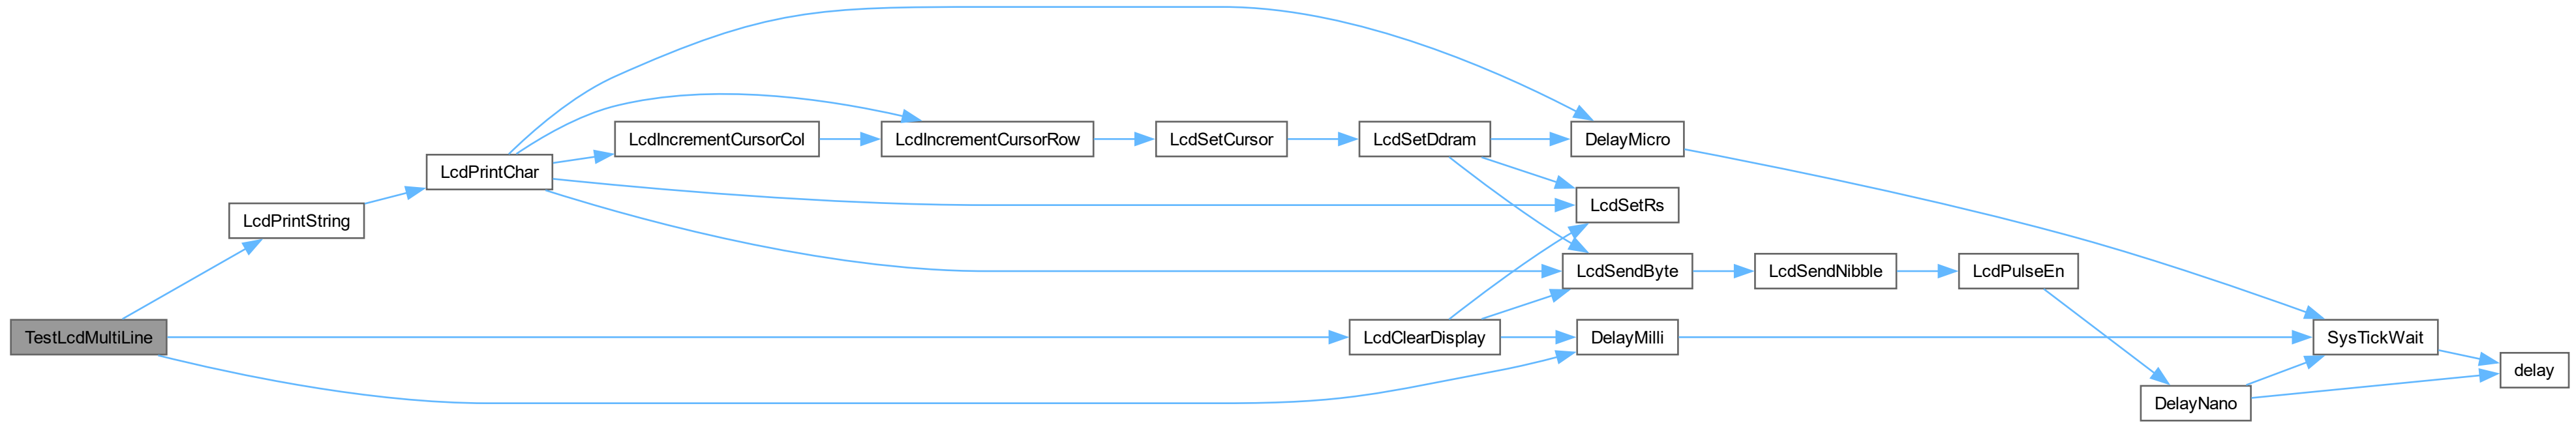 TestLcdMultiLine
LcdPrintString
LcdPrintChar
LcdIncrementCursorCol
LcdIncrementCursorRow
LcdSetCursor
LcdSetDdram
DelayMicro
LcdSetRs
LcdSendByte
LcdSendNibble
LcdPulseEn
LcdClearDisplay
DelayMilli
SysTickWait
DelayNano
delay